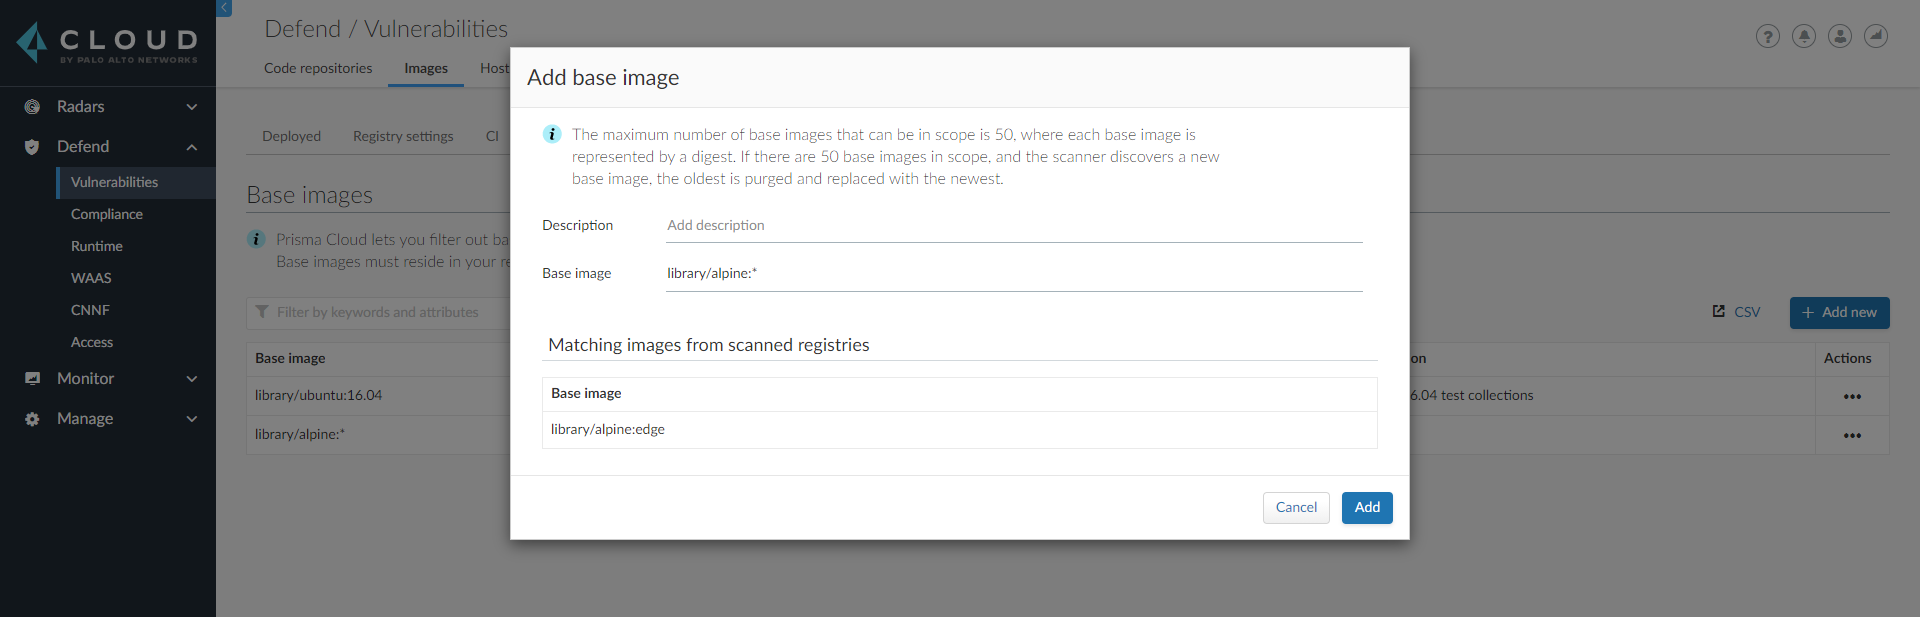 CLOUD
BY PALO ALTO NETWORKS
Radars
Defend
Vulnerabilities
Compliance
Runtime
WAAS
CNNF
Access
Monitor
Manage
Defend / Vulnerabilities
Code repositories Images Host
Deployed Registry settings CI
Base images
Prisma Cloud lets you filter out ba
Base images must reside in your re
Filter by keywords and attributes
CSV
+ Add new
Base image on Actions
library/ubuntu:16.04 6.04 test collections •••
library/alpine:* •••
Add base image
The maximum number of base images that can be in scope is 50, where each base image is
represented by a digest. If there are 50 base images in scope, and the scanner discovers a new
base image, the oldest is purged and replaced with the newest.
Description Add description
Base image library/alpine:*
Matching images from scanned registries
Base image
library/alpine:edge
Cancel Add